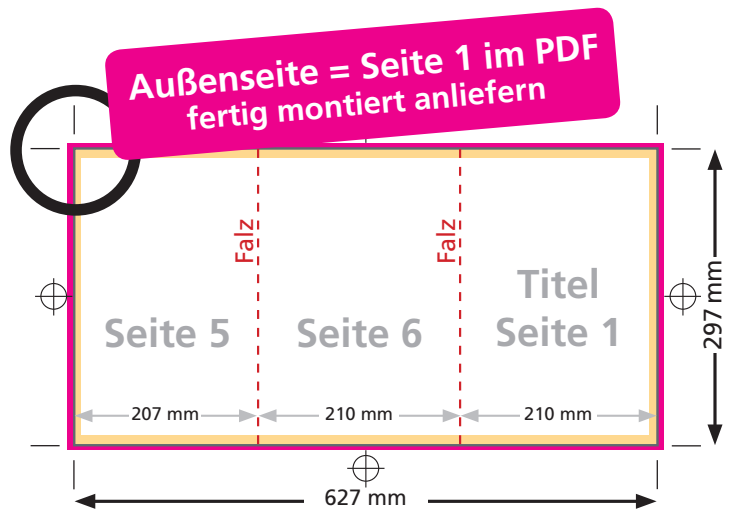 Außenseite = Seite 1 im PDF
fertig montiert anliefern
Falz
Falz
Seite 5
Seite 6
Titel
Seite 1
207 mm
210 mm
210 mm
297 mm
627 mm